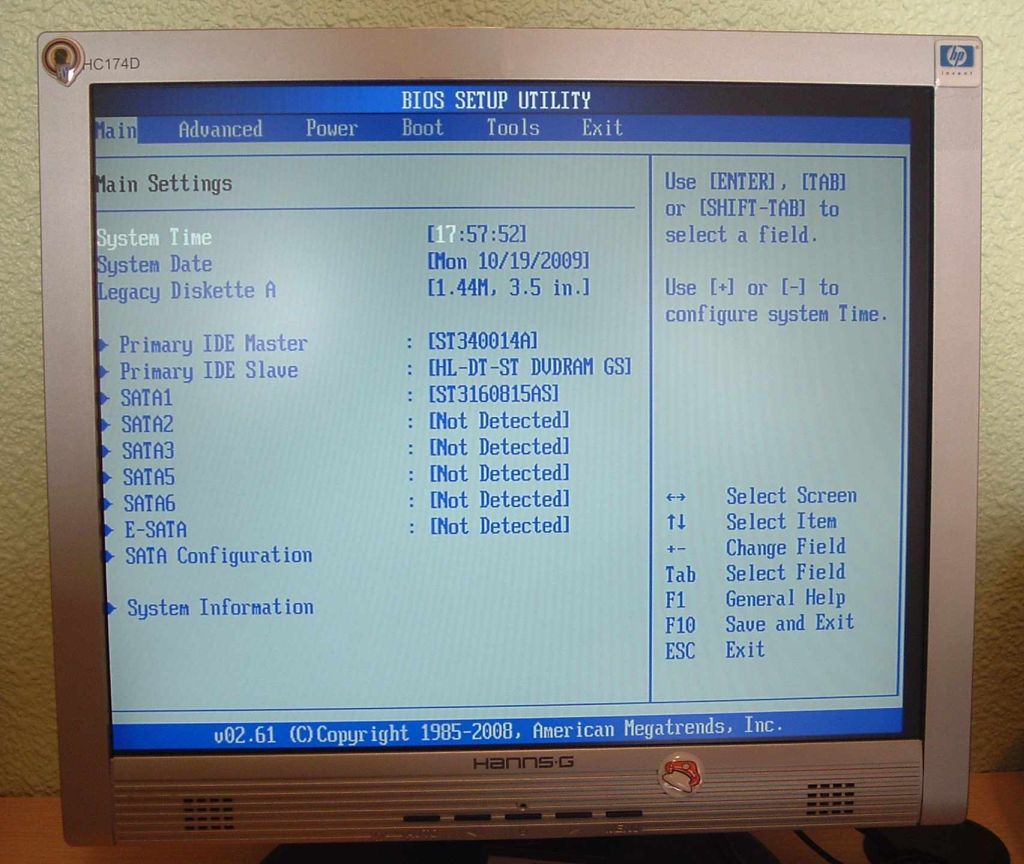 HC174D
hp
invent
BIOS SETUP UTILITY
Main Advanced Power Boot Tools Exit
Main Settings
System Time [17:57:52]
System Date [Mon 10/19/2009]
Legacy Diskette A [1.44M, 3.5 in.]
Primary IDE Master : [ST340014A]
Primary IDE Slave : [HL-DT-ST DVDRAM GS]
SATA1 : [ST3160815AS]
SATA2 : [Not Detected]
SATA3 : [Not Detected]
SATA5 : [Not Detected]
SATA6 : [Not Detected]
E-SATA : [Not Detected]
SATA Configuration
System Information
Use [ENTER], [TAB]
or [SHIFT-TAB] to
select a field.
Use [+] or [-] to
configure system Time.
↔ Select Screen
↑↓ Select Item
+- Change Field
Tab Select Field
F1 General Help
F10 Save and Exit
ESC Exit
v02.61 (C)Copyright 1985-2008, American Megatrends, Inc.
HANNS-G